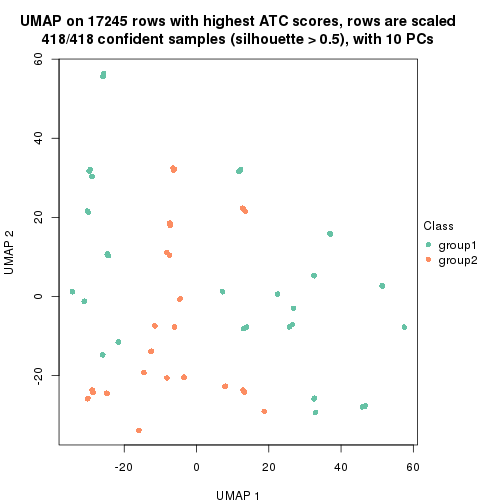 UMAP on 17245 rows with highest ATC scores, rows are scaled
418/418 confident samples (silhouette > 0.5), with 10 PCs
60
40
20
0
-20
UMAP 2
-20
0
20
40
60
UMAP 1
Class
group1
group2